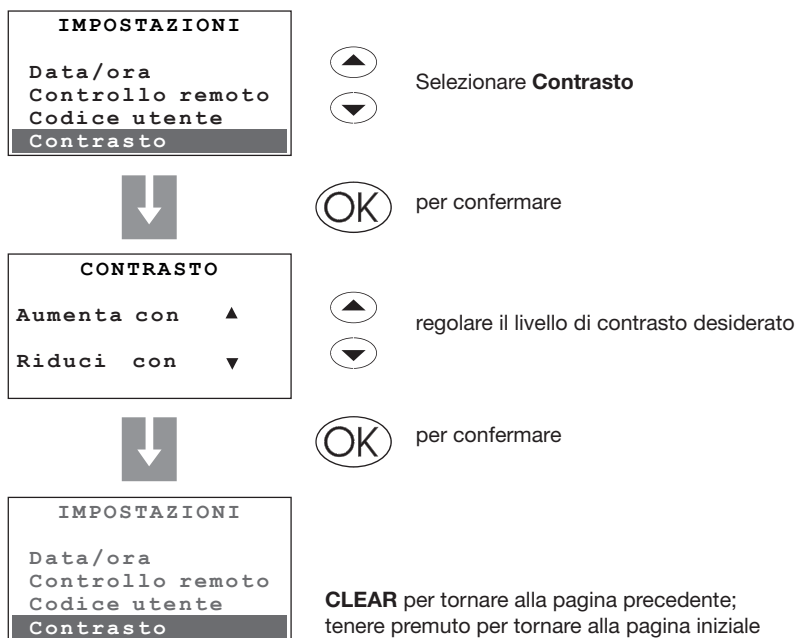 IMPOSTAZIONI
Data/ora
Controllo remoto
Codice utente
Contrasto
Selezionare Contrasto
OK
per confermare
CONTRASTO
Aumenta con ▲
Riduci con ▼
regolare il livello di contrasto desiderato
OK
per confermare
IMPOSTAZIONI
Data/ora
Controllo remoto
Codice utente
Contrasto
CLEAR per tornare alla pagina precedente;
tenere premuto per tornare alla pagina iniziale